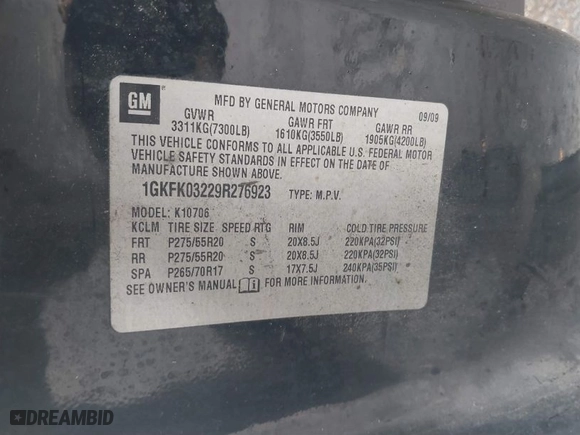 GM
MFD BY GENERAL MOTORS COMPANY 09/09
GVWR GAWR FRT GAWR RR
3311KG(7300LB) 1610KG(3550LB) 1905KG(4200LB)
THIS VEHICLE CONFORMS TO ALL APPLICABLE U.S. FEDERAL MOTOR
VEHICLE SAFETY STANDARDS IN EFFECT ON THE DATE OF
MANUFACTURE SHOWN ABOVE.
1GKFK03229R276923 TYPE: M.P.V.
MODEL: K10706
KCLM TIRE SIZE SPEED RTG RIM COLD TIRE PRESSURE
FRT P275/55R20 S 20X8.5J 220KPA(32PSI)
RR P275/55R20 S 20X8.5J 220KPA(32PSI)
SPA P265/70R17 S 17X7.5J 240KPA(35PSI)
SEE OWNER'S MANUAL FOR MORE INFORMATION.
DREAMBID